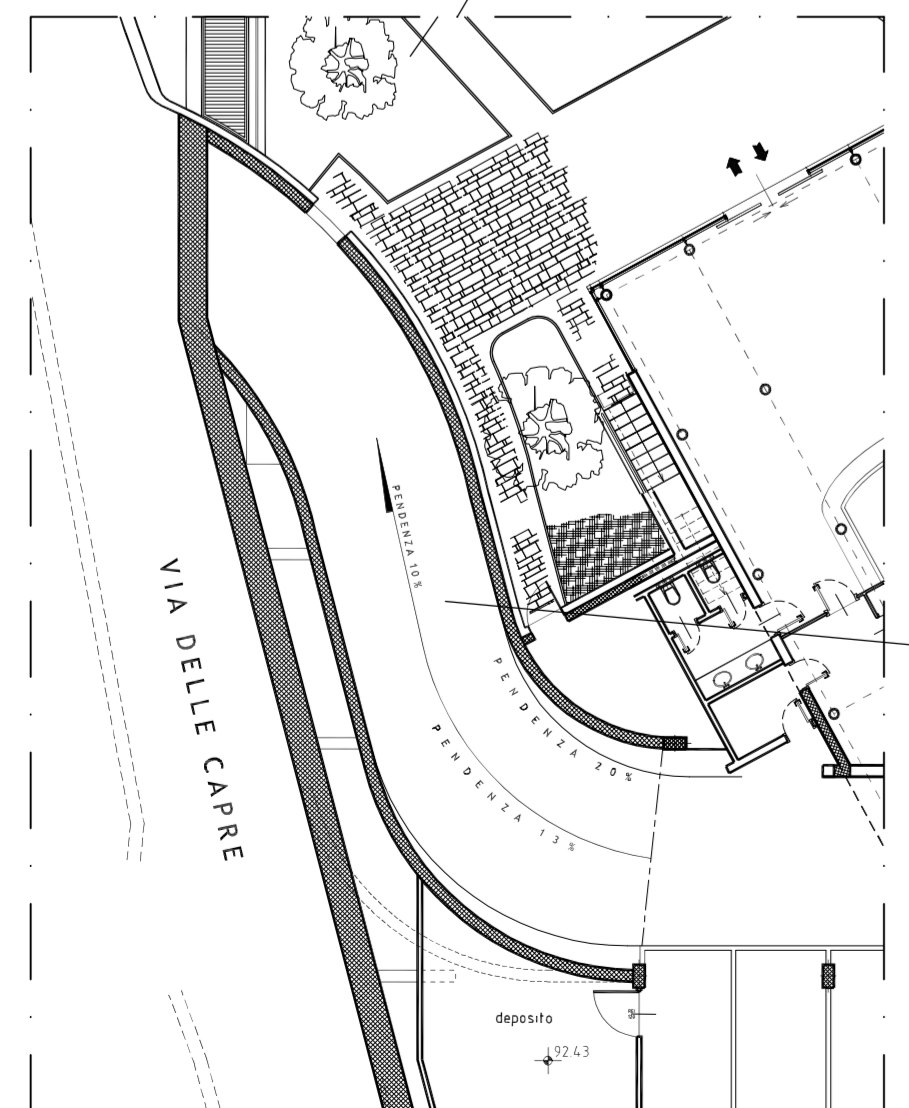 PENDENZA 10 %
VIA DELLE CAPRE
PENDENZA 20 %
PENDENZA 13 %
deposito
92.43